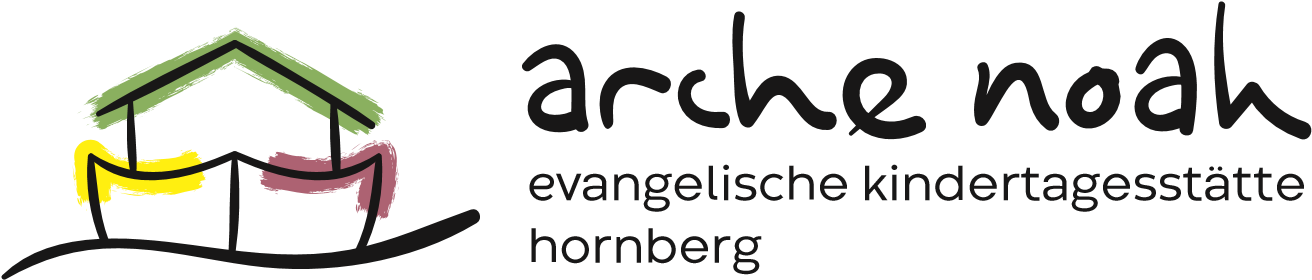 arche noah
evangelische kindertagesstätte
hornberg